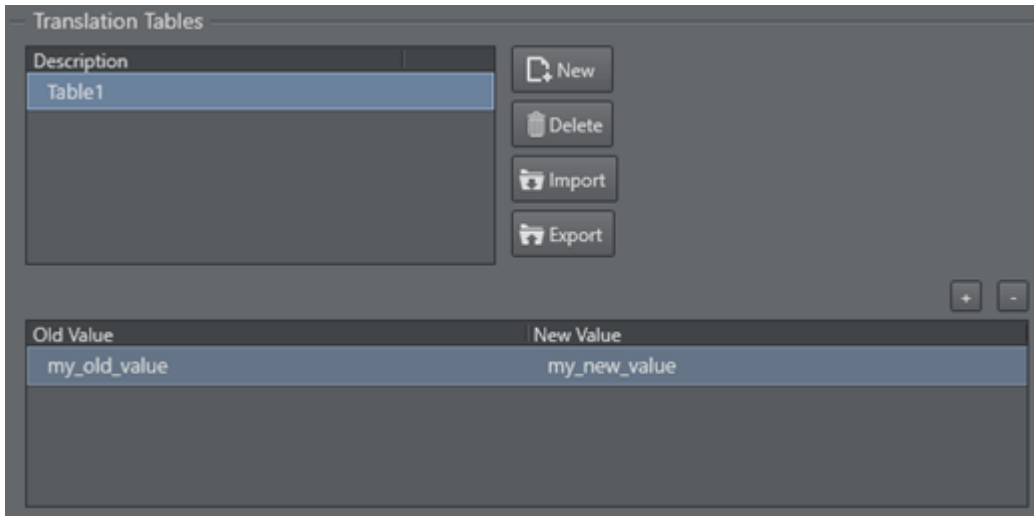 Translation Tables
Description
Table1
New
Delete
Import
Export
+ -
Old Value New Value
my_old_value my_new_value